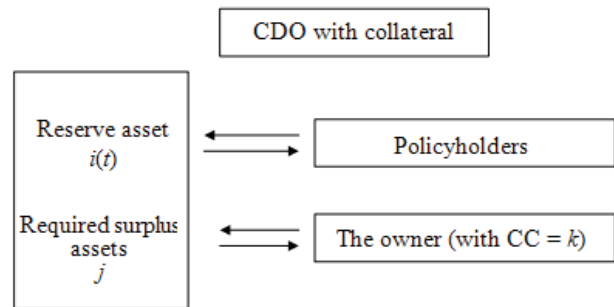 CDO with collateral
Reserve asset
i(t)
Policyholders
Required surplus
assets
j
The owner (with CC = k)